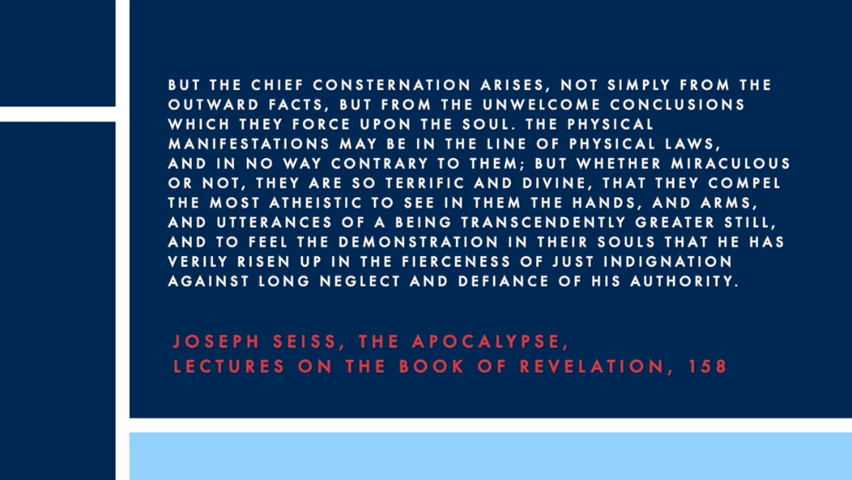 BUT THE CHIEF CONSTERNATION ARISES, NOT SIMPLY FROM THE
OUTWARD FACTS, BUT FROM THE UNWELCOME CONCLUSIONS
WHICH THEY FORCE UPON THE SOUL. THE PHYSICAL
MANIFESTATIONS MAY BE IN THE LINE OF PHYSICAL LAWS,
AND IN NO WAY CONTRARY TO THEM; BUT WHETHER MIRACULOUS
OR NOT, THEY ARE SO TERRIFIC AND DIVINE, THAT THEY COMPEL
THE MOST ATHEISTIC TO SEE IN THEM THE HANDS, AND ARMS,
AND UTTERANCES OF A BEING TRANSCENDENTLY GREATER STILL,
AND TO FEEL THE DEMONSTRATION IN THEIR SOULS THAT HE HAS
VERILY RISEN UP IN THE FIERCENESS OF JUST INDIGNATION
AGAINST LONG NEGLECT AND DEFIANCE OF HIS AUTHORITY.
JOSEPH SEISS, THE APOCALYPSE,
LECTURES ON THE BOOK OF REVELATION, 158